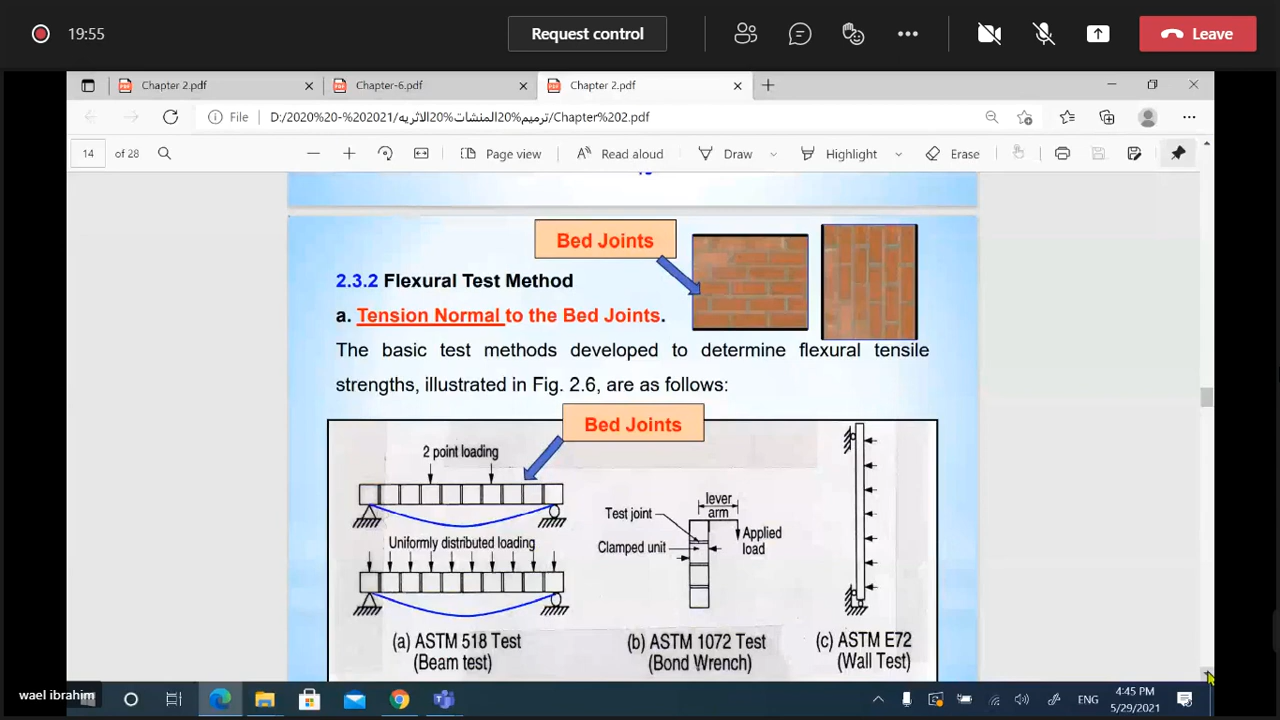 19:55
Request control
Leave
Chapter 2.pdf
Chapter-6.pdf
Chapter 2.pdf
File
D:/2020%20-%202021/ترميم%20المنشات%20الاثريه/Chapter%202.pdf
14
of 28
Page view
Read aloud
Draw
Highlight
Erase
Bed Joints
2.3.2 Flexural Test Method
a. Tension Normal to the Bed Joints.
The basic test methods developed to determine flexural tensile
strengths, illustrated in Fig. 2.6, are as follows:
Bed Joints
2 point loading
Uniformly distributed loading
(a) ASTM 518 Test
(Beam test)
lever
arm
Test joint
Clamped unit
Applied
load
(b) ASTM 1072 Test
(Bond Wrench)
(c) ASTM E72
(Wall Test)
wael ibrahim
ENG
4:45 PM
5/29/2021